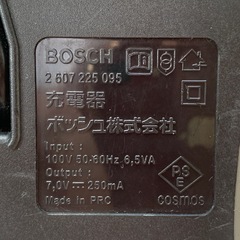 BOSCH
2 607 225 095
充電器
ボッシュ株式会社
Input :
100V 50-60Hz 6,5VA
Output :
7,0V ⎓ 250mA
Made in PRC
PS
E
COSMOS